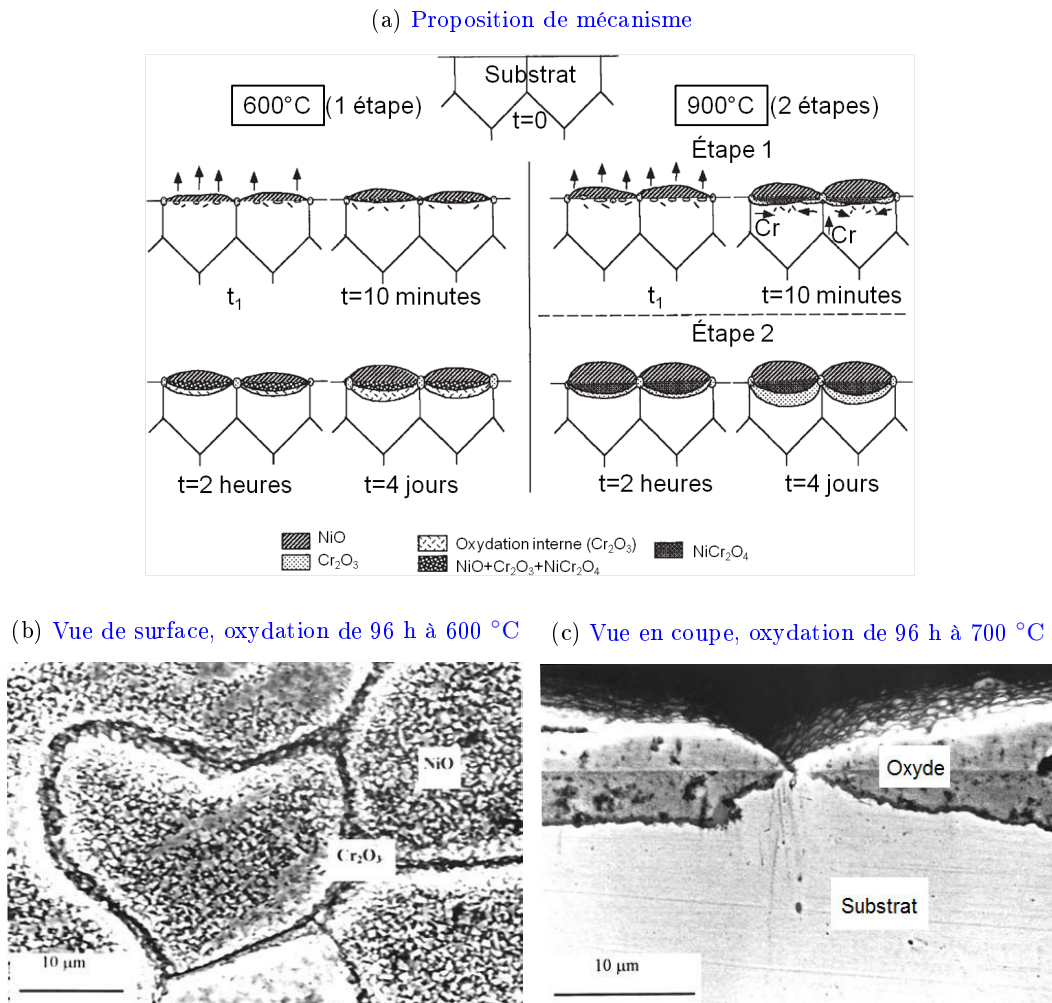 (a) Proposition de mécanisme
Substrat
600°C (1 étape)
t=0
900°C (2 étapes)
Étape 1
Cr
Cr
t₁
t=10 minutes
t₁
t=10 minutes
Étape 2
t=2 heures
t=4 jours
t=2 heures
t=4 jours
NiO
Cr₂O₃
Oxydation interne (Cr₂O₃)
NiO+Cr₂O₃+NiCr₂O₄
NiCr₂O₄
(b) Vue de surface, oxydation de 96 h à 600 °C
(c) Vue en coupe, oxydation de 96 h à 700 °C
NiO
Cr₂O₃
10 μm
Oxyde
Substrat
10 μm